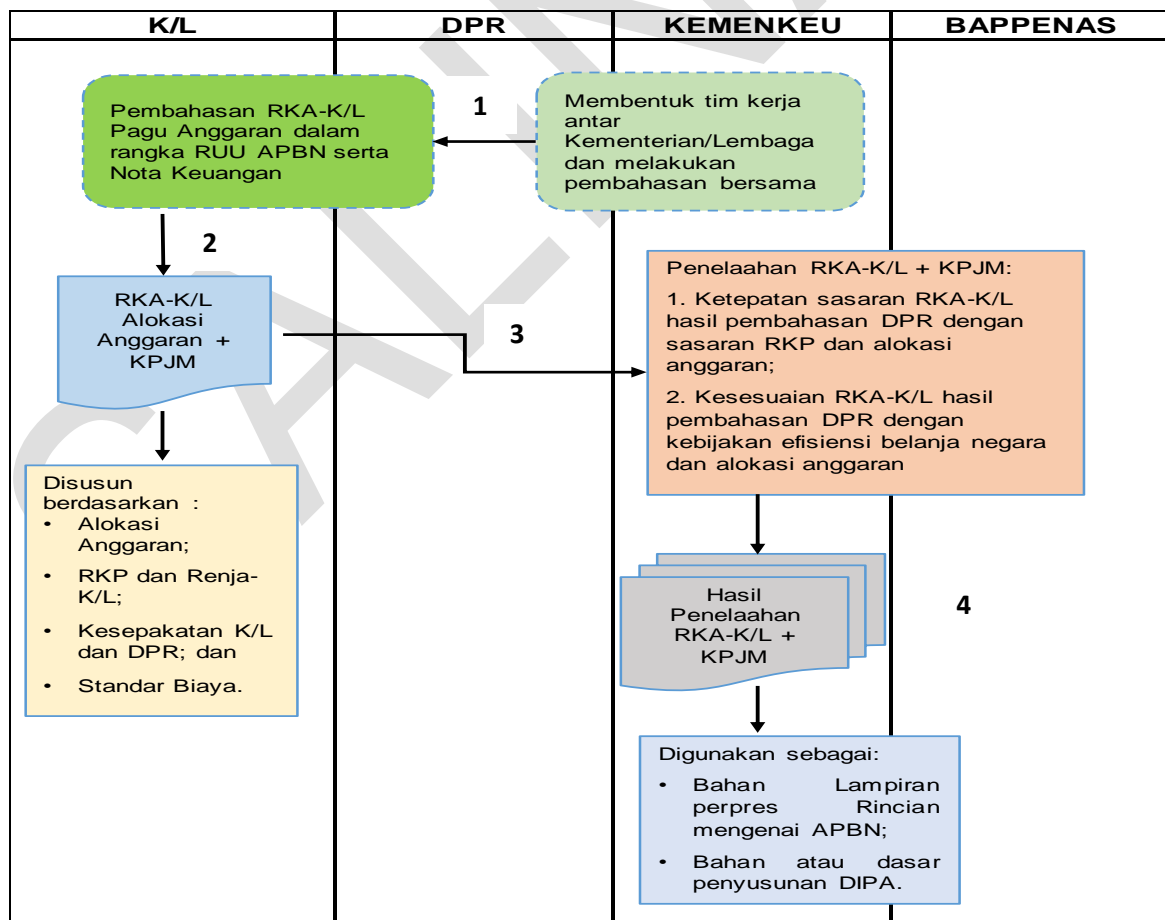 K/L
DPR
KEMENKEU
BAPPENAS
Pembahasan RKA-K/L
Pagu Anggaran dalam
rangka RUU APBN serta
Nota Keuangan
1
Membentuk tim kerja
antar
Kementerian/Lembaga
dan melakukan
pembahasan bersama
2
RKA-K/L
Alokasi
Anggaran +
KPJM
3
Penelaahan RKA-K/L + KPJM:
1. Ketepatan sasaran RKA-K/L
hasil pembahasan DPR dengan
sasaran RKP dan alokasi
anggaran;
2. Kesesuaian RKA-K/L hasil
pembahasan DPR dengan
kebijakan efisiensi belanja negara
dan alokasi anggaran
Disusun
berdasarkan :
• Alokasi
Anggaran;
• RKP dan Renja-
K/L;
• Kesepakatan K/L
dan DPR; dan
• Standar Biaya.
Hasil
Penelaahan
RKA-K/L +
KPJM
4
Digunakan sebagai:
• Bahan Lampiran
perpres Rincian
mengenai APBN;
• Bahan atau dasar
penyusunan DIPA.